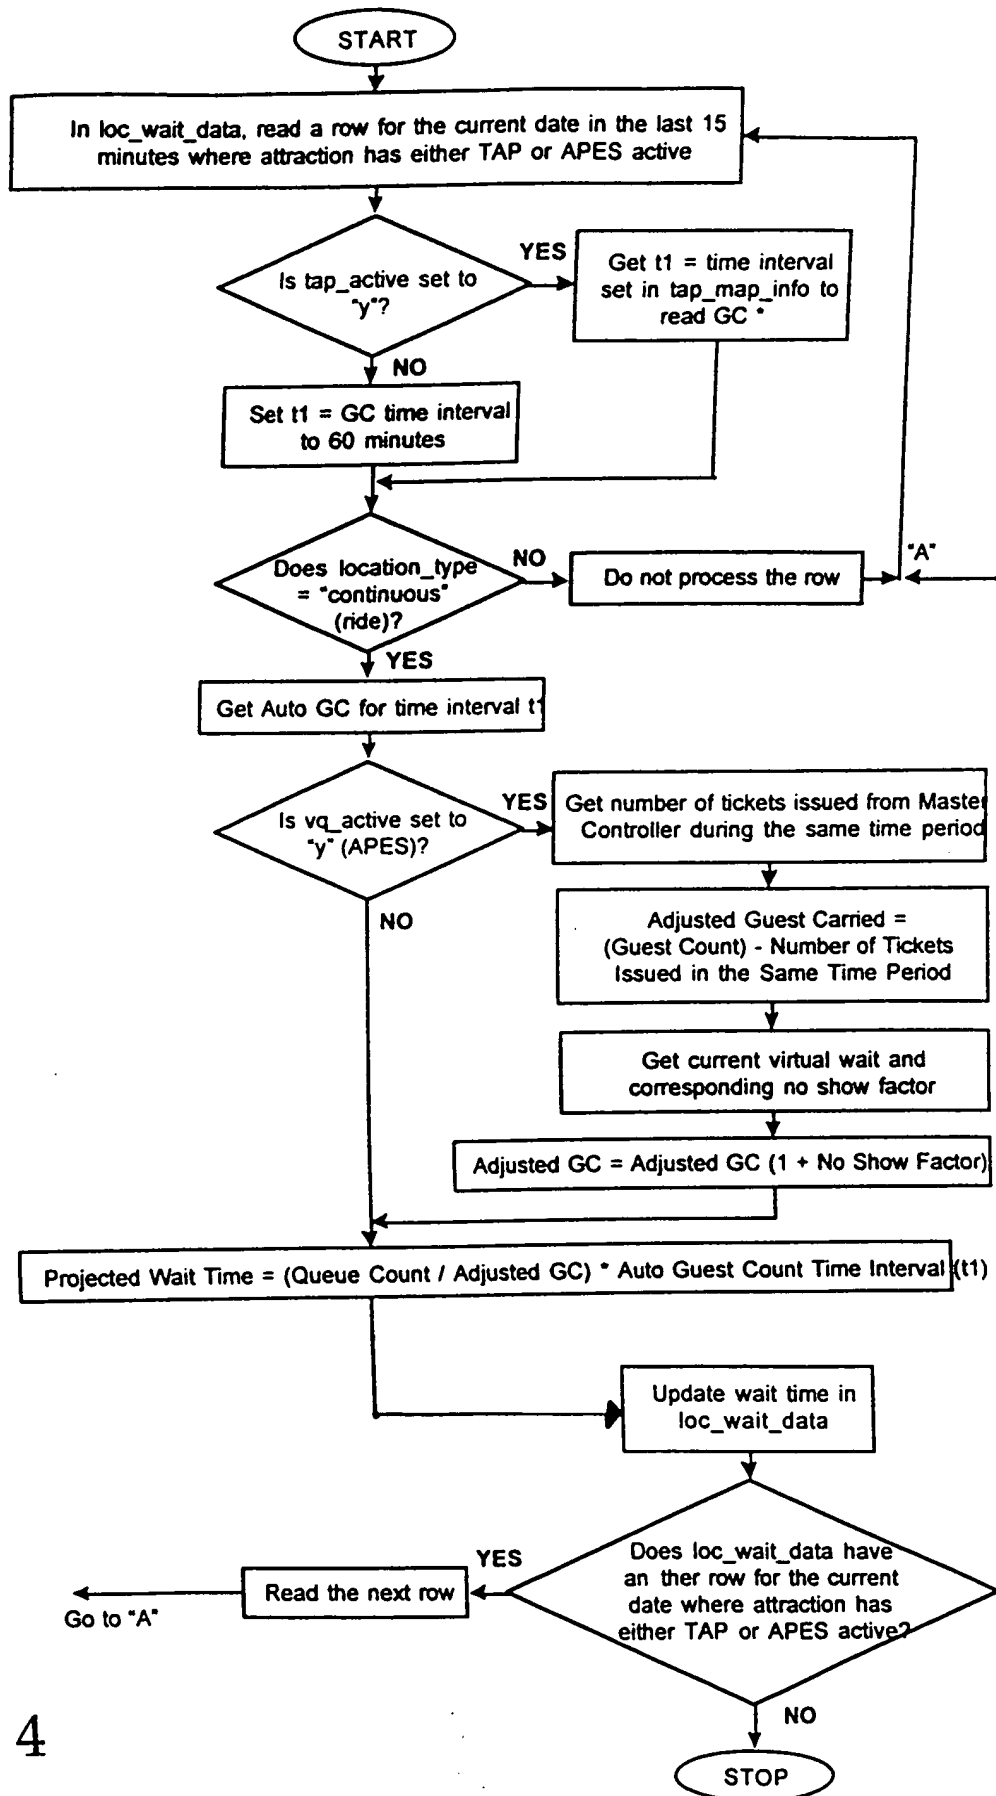 START
In loc_wait_data, read a row for the current date in the last 15
minutes where attraction has either TAP or APES active
Is tap_active set to
"y"?
YES
Get t1 = time interval
set in tap_map_info to
read GC *
NO
Set t1 = GC time interval
to 60 minutes
Does location_type
= "continuous"
(ride)?
NO
Do not process the row
"A"
YES
Get Auto GC for time interval t1
Is vq_active set to
"y" (APES)?
YES
Get number of tickets issued from Master
Controller during the same time period
NO
Adjusted Guest Carried =
(Guest Count) - Number of Tickets
Issued in the Same Time Period
Get current virtual wait and
corresponding no show factor
Adjusted GC = Adjusted GC (1 + No Show Factor)
Projected Wait Time = (Queue Count / Adjusted GC) * Auto Guest Count Time Interval (t1)
Update wait time in
loc_wait_data
Does loc_wait_data have
an ther row for the current
date where attraction has
either TAP or APES active?
YES
Read the next row
Go to "A"
NO
STOP
4